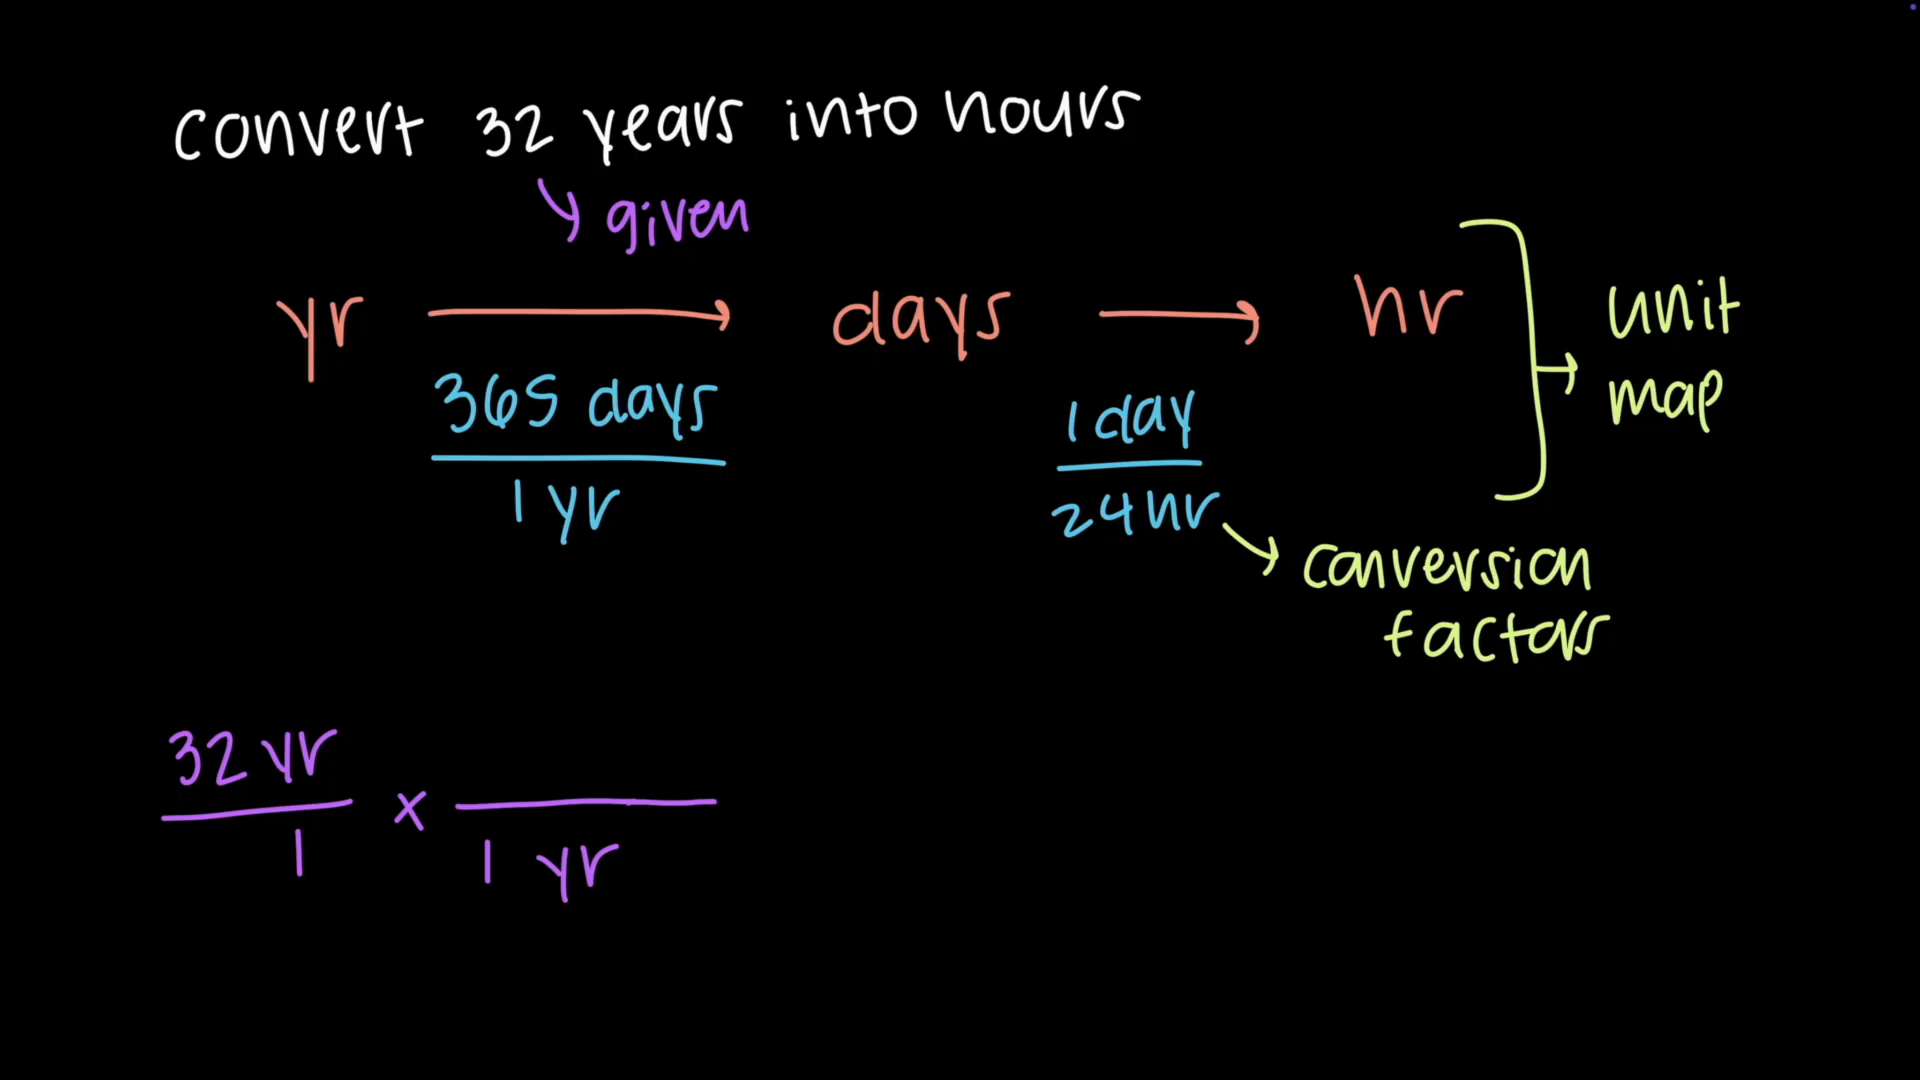 convert 32 years into hours
given
yr → days → hr
365 days
1 yr
1 day
24 hr
unit
map
conversion
factors
32 yr
1
x
1 yr